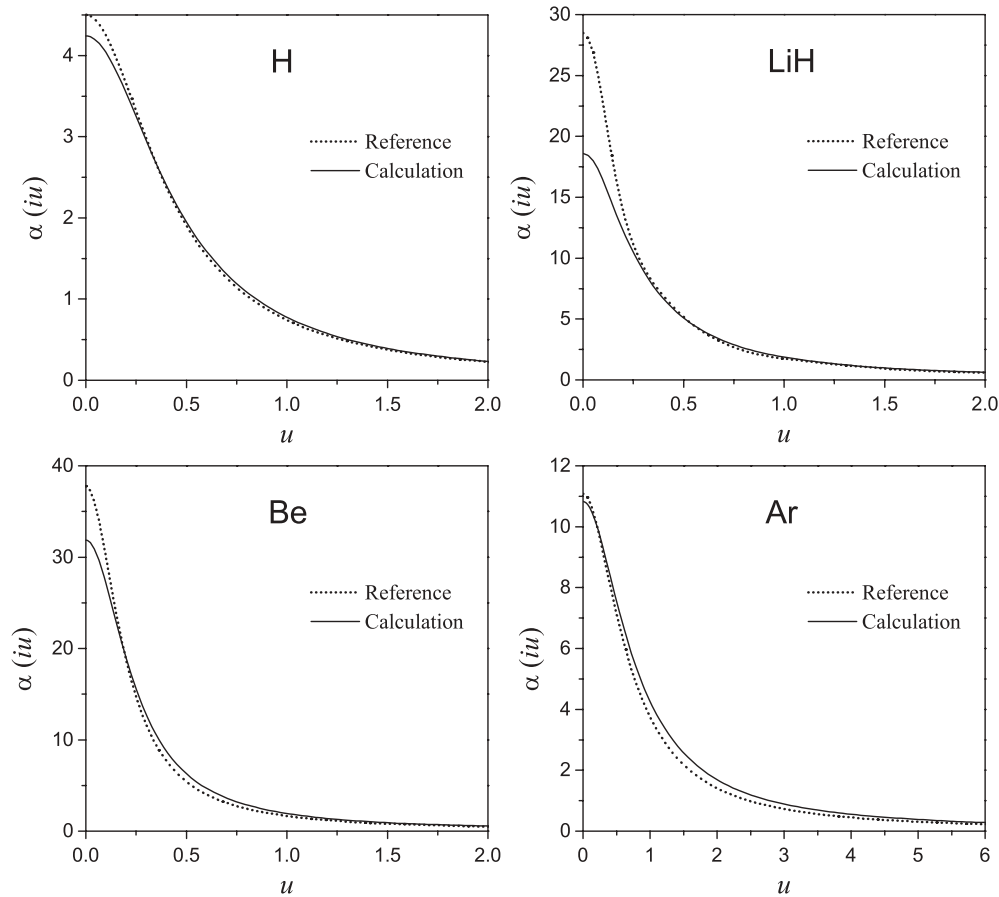 H
Reference
Calculation
α (iu)
4
3
2
1
0
0.0 0.5 1.0 1.5 2.0
u
LiH
Reference
Calculation
α (iu)
30
25
20
15
10
5
0
0.0 0.5 1.0 1.5 2.0
u
Be
Reference
Calculation
α (iu)
40
30
20
10
0
0.0 0.5 1.0 1.5 2.0
u
Ar
Reference
Calculation
α (iu)
12
10
8
6
4
2
0
0 1 2 3 4 5 6
u